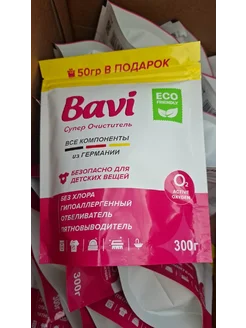 50гр В ПОДАРОК
Bavi
ECO
FRIENDLY
Супер Очиститель
ВСЕ КОМПОНЕНТЫ
из ГЕРМАНИИ
БЕЗОПАСНО ДЛЯ
ДЕТСКИХ ВЕЩЕЙ
O2
ACTIVE
OXYGEN
БЕЗ ХЛОРА
ГИПОАЛЛЕРГЕННЫЙ
ОТБЕЛИВАТЕЛЬ
ПЯТНОВЫВОДИТЕЛЬ
300г
300г